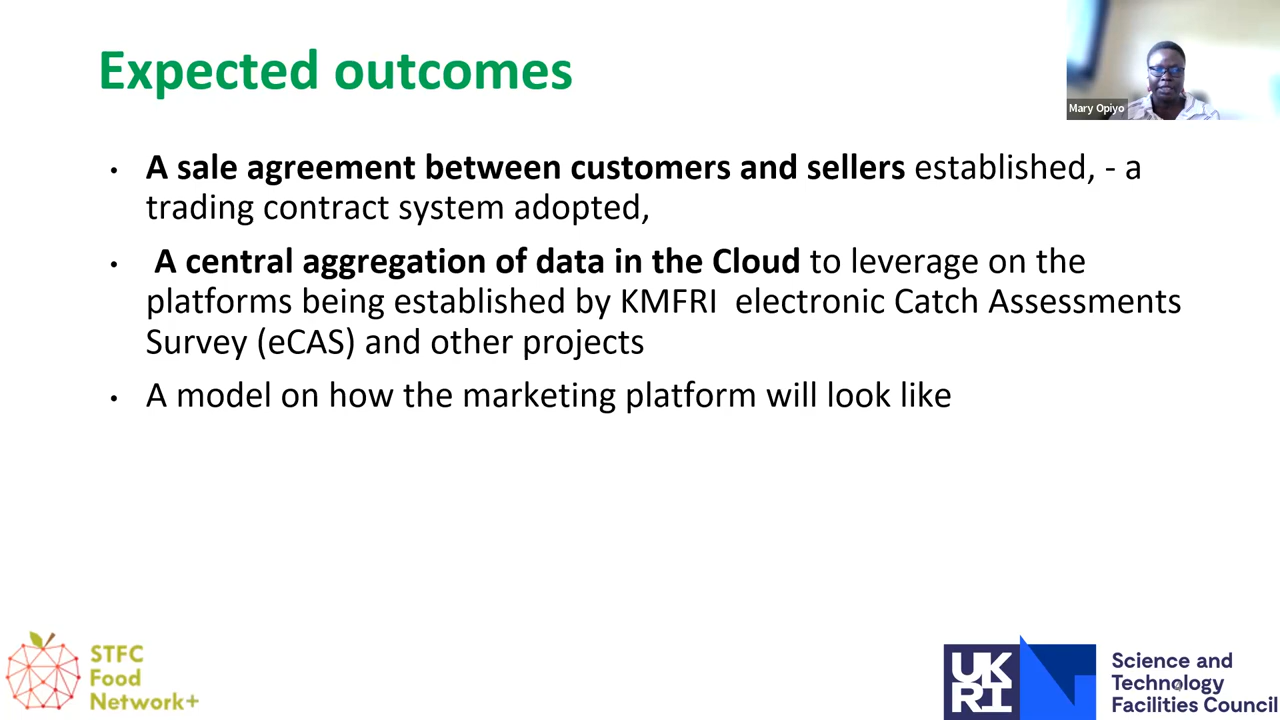 Expected outcomes
Mary Opiyo
• A sale agreement between customers and sellers established, - a
trading contract system adopted,
• A central aggregation of data in the Cloud to leverage on the
platforms being established by KMFRI electronic Catch Assessments
Survey (eCAS) and other projects
• A model on how the marketing platform will look like
STFC
Food
Network+
UK
RI
Science and
Technology
Facilities Council